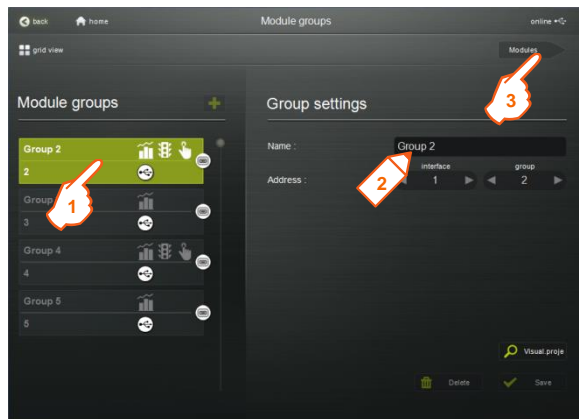 back home Module groups online
grid view Modules
3
Module groups + Group settings
Group 2
2
Name : Group 2
interface group
Address : 1 2
2
1
Group
3
Group 4
4
Group 5
5
Visual.proje
Delete Save